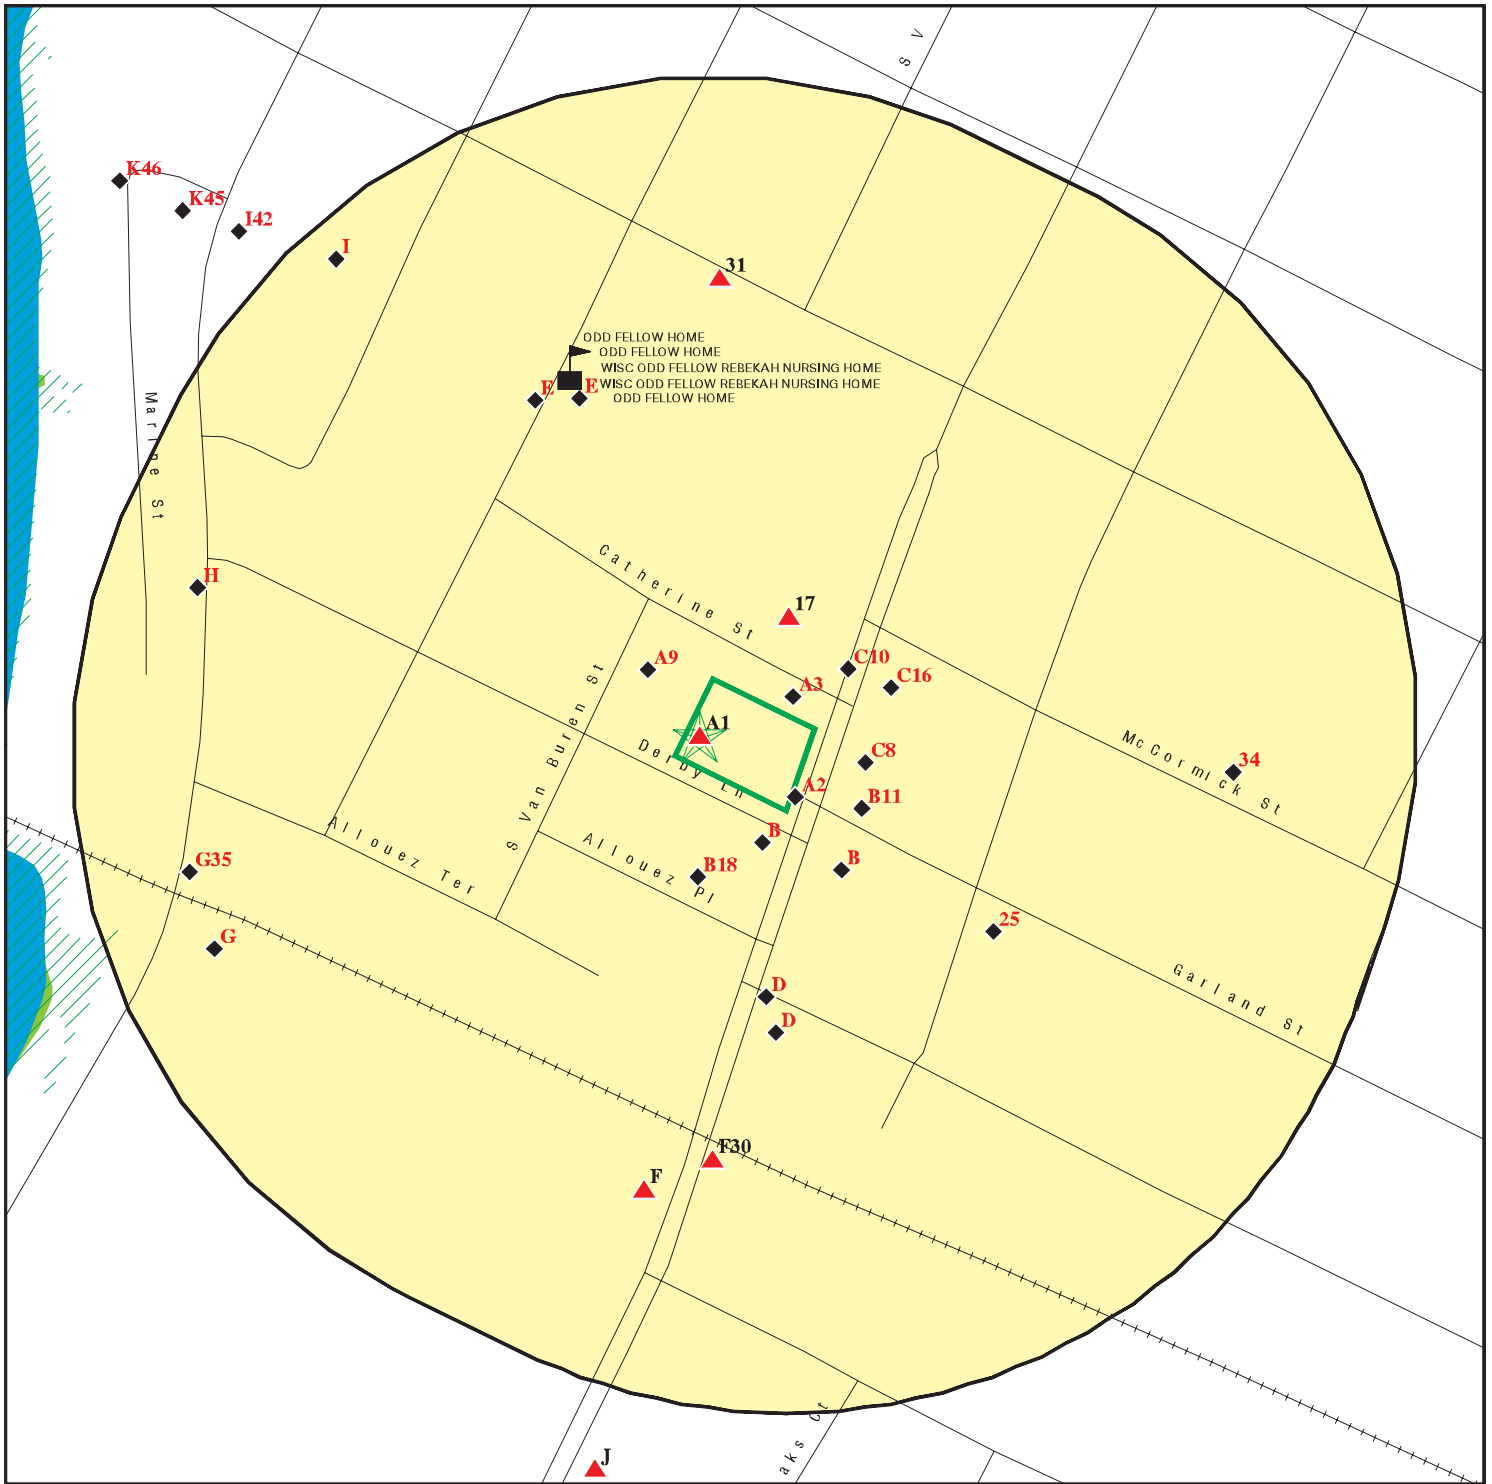 S V
K46
K45
I42
I
31
ODD FELLOW HOME
ODD FELLOW HOME
WISC ODD FELLOW REBEKAH NURSING HOME
WISC ODD FELLOW REBEKAH NURSING HOME
E
E
ODD FELLOW HOME
Marine St
Catherine St
H
17
A9
C10
C16
A3
S Van Buren St
A1
Derby Ln
C8
McCormick St
34
A2
B11
Allouez Ter
B
Allouez Pl
B18
B
G35
25
G
Garland St
D
D
F30
F
aks Ct
J